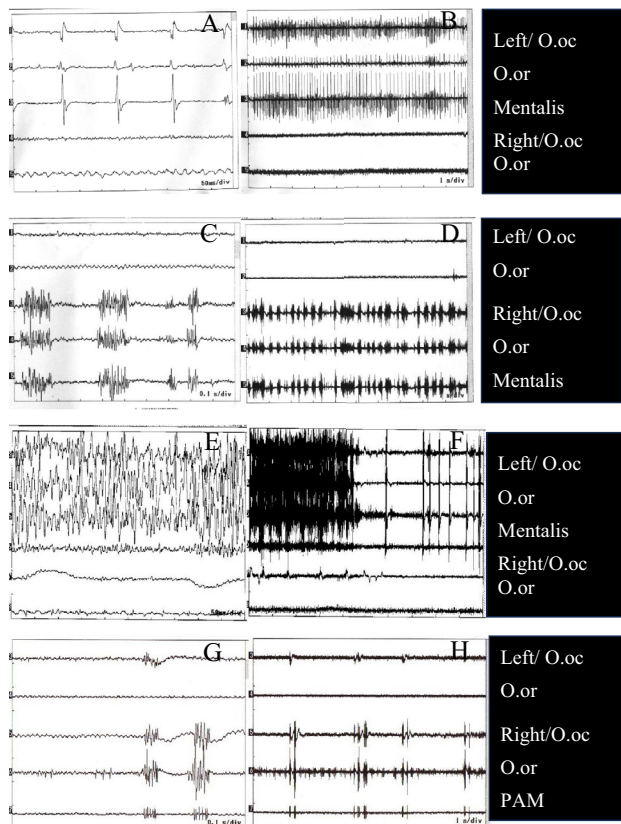 A
B
50ms/div
1 s/div
Left/ O.oc
O.or
Mentalis
Right/O.oc
O.or
C
D
0.1 s/div
s/div
Left/ O.oc
O.or
Right/O.oc
O.or
Mentalis
E
F
50ms/div
Left/ O.oc
O.or
Mentalis
Right/O.oc
O.or
G
H
0.1 s/div
1 s/div
Left/ O.oc
O.or
Right/O.oc
O.or
PAM